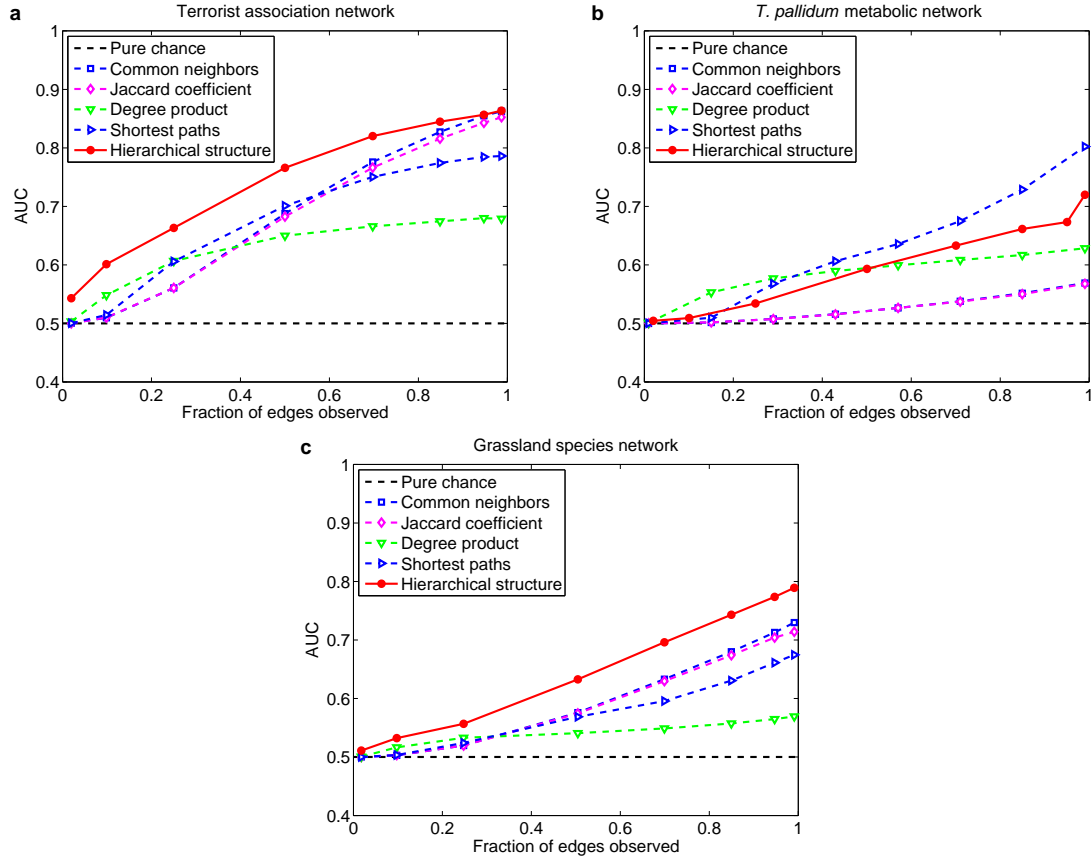 a
Terrorist association network
1
0.9
0.8
0.7
0.6
0.5
0.4
AUC
Pure chance
Common neighbors
Jaccard coefficient
Degree product
Shortest paths
Hierarchical structure
0 0.2 0.4 0.6 0.8 1
Fraction of edges observed
b
T. pallidum metabolic network
1
0.9
0.8
0.7
0.6
0.5
0.4
AUC
Pure chance
Common neighbors
Jaccard coefficient
Degree product
Shortest paths
Hierarchical structure
0 0.2 0.4 0.6 0.8 1
Fraction of edges observed
c
Grassland species network
1
0.9
0.8
0.7
0.6
0.5
0.4
AUC
Pure chance
Common neighbors
Jaccard coefficient
Degree product
Shortest paths
Hierarchical structure
0 0.2 0.4 0.6 0.8 1
Fraction of edges observed